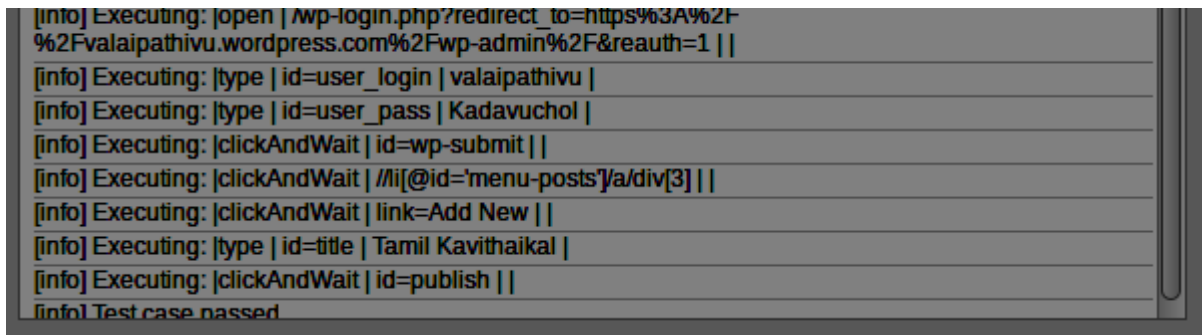 [info] Executing: |open | /wp-login.php?redirect_to=https%3A%2F
%2Fvalaipathivu.wordpress.com%2Fwp-admin%2F&reauth=1 | |
[info] Executing: |type | id=user_login | valaipathivu |
[info] Executing: |type | id=user_pass | Kadavuchol |
[info] Executing: |clickAndWait | id=wp-submit | |
[info] Executing: |clickAndWait | //li[@id='menu-posts']/a/div[3] | |
[info] Executing: |clickAndWait | link=Add New | |
[info] Executing: |type | id=title | Tamil Kavithaikal |
[info] Executing: |clickAndWait | id=publish | |
[info] Test case passed